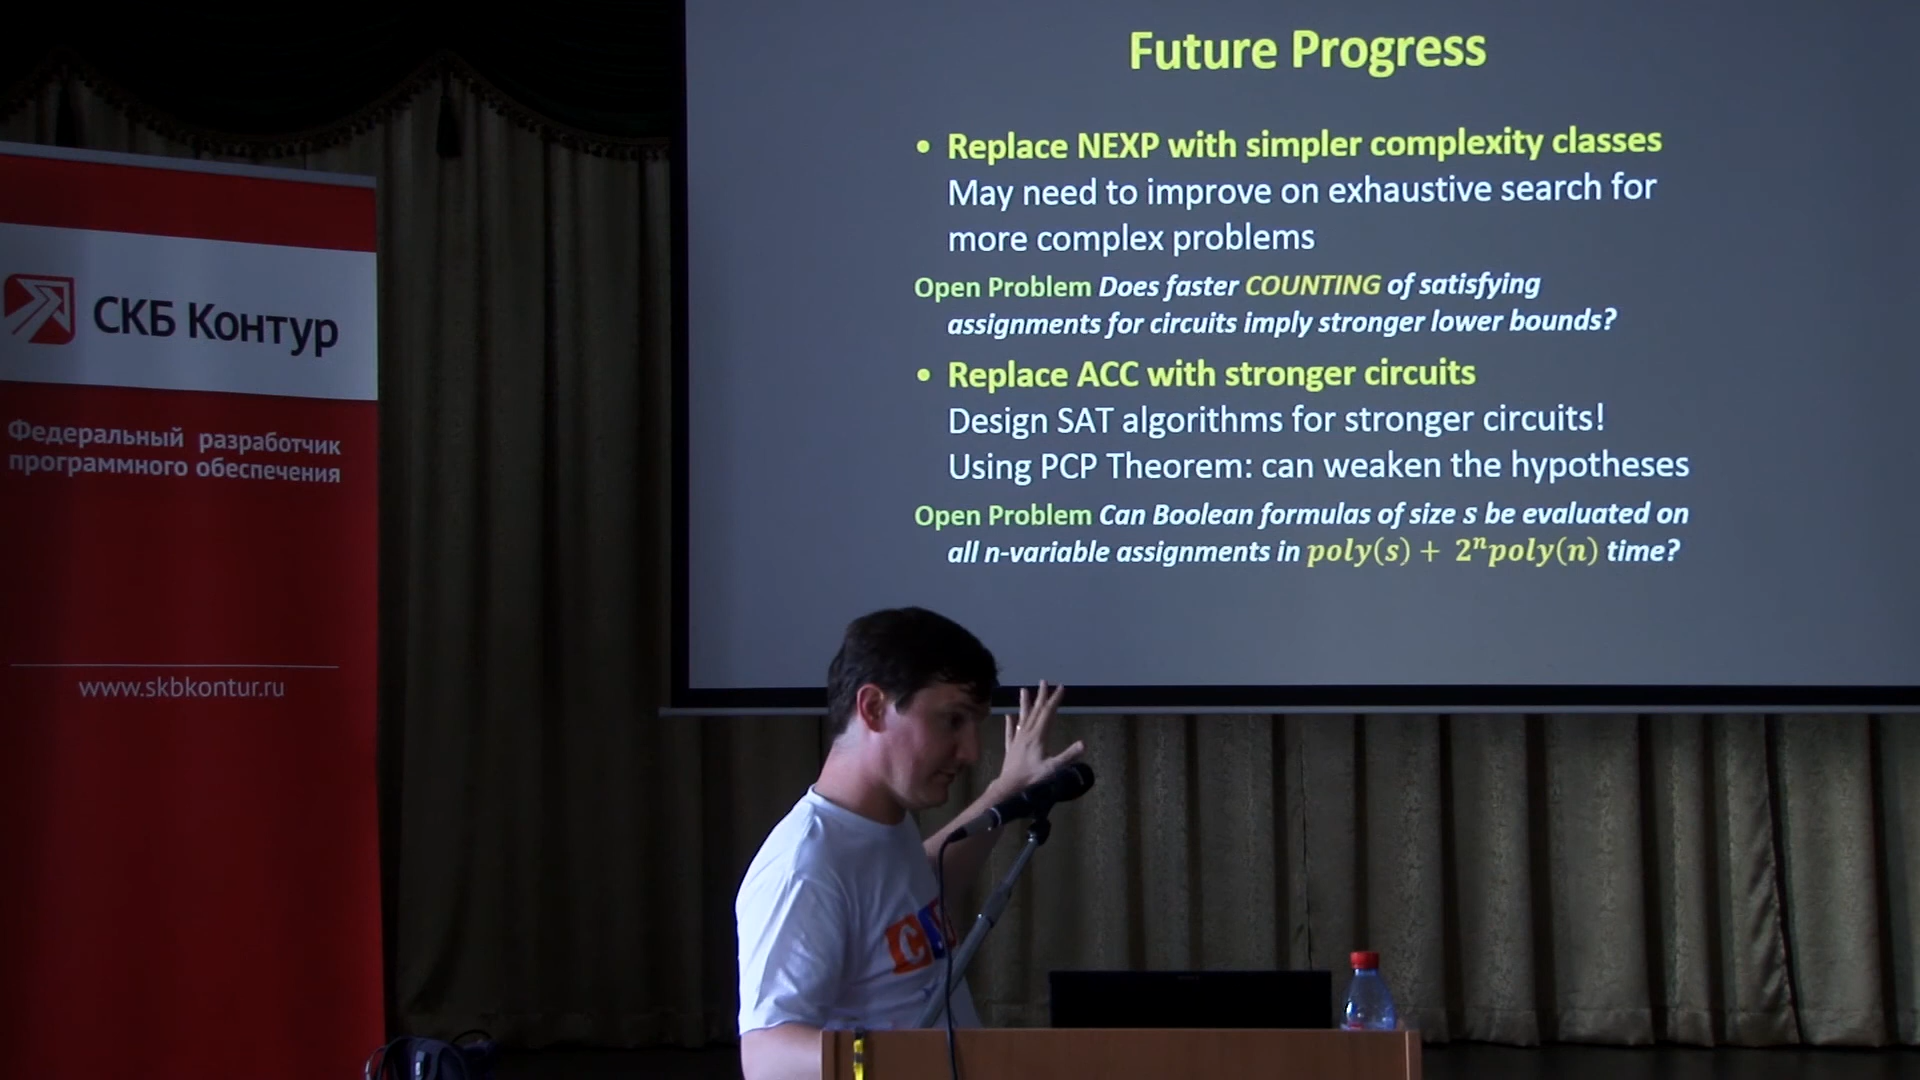 Future Progress
• Replace NEXP with simpler complexity classes
May need to improve on exhaustive search for
more complex problems
Open Problem Does faster COUNTING of satisfying
assignments for circuits imply stronger lower bounds?
• Replace ACC with stronger circuits
Design SAT algorithms for stronger circuits!
Using PCP Theorem: can weaken the hypotheses
Open Problem Can Boolean formulas of size s be evaluated on
all n-variable assignments in poly(s) + 2ⁿpoly(n) time?
СКБ Контур
Федеральный разработчик
программного обеспечения
www.skbkontur.ru